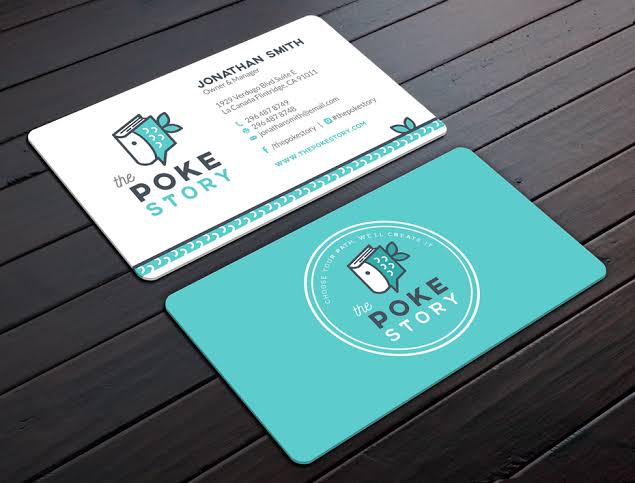 JONATHAN SMITH
Owner & Manager
1929 Verdugo Blvd Suite E
La Canada Flintridge, CA 91011
296 487 8749
296 487 8748
jonathansmith@email.com
/thepokestory | #thepokestory
WWW.THEPOKESTORY.COM
the
POKE
STORY
CHOOSE YOUR PATH, WE'LL CREATE IT
the
POKE
STORY